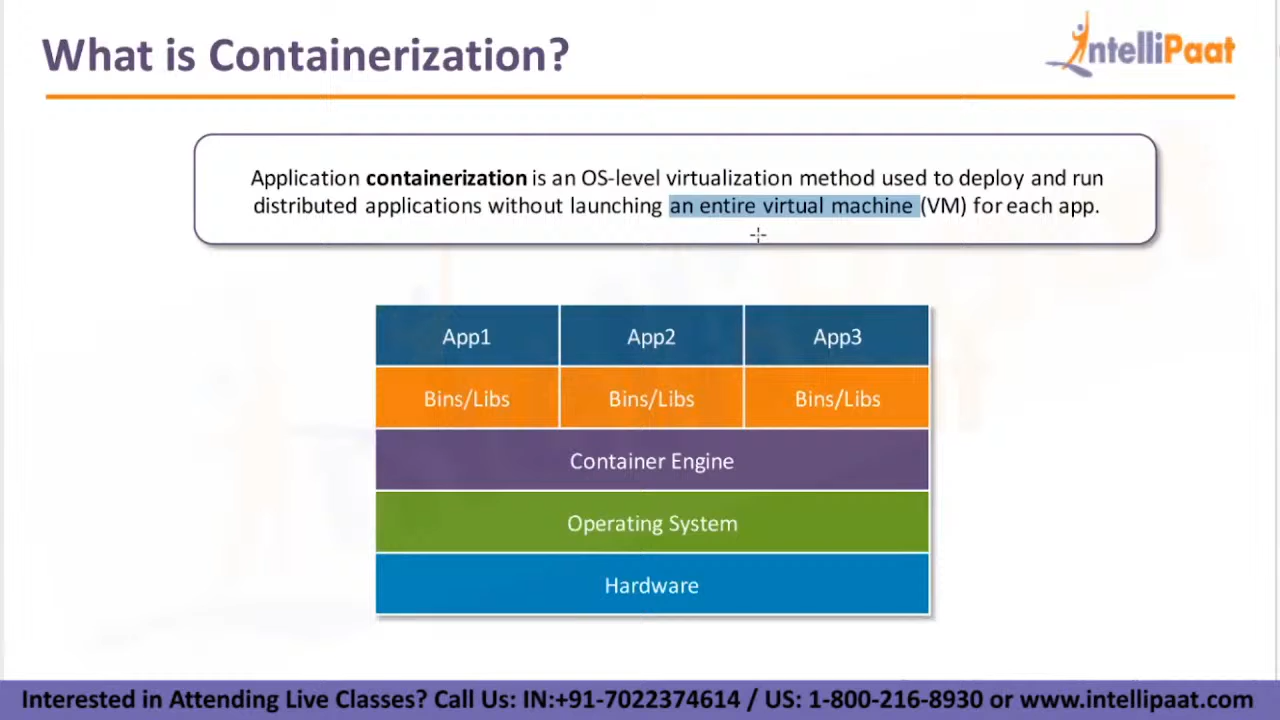 What is Containerization?
IntelliPaat
Application containerization is an OS-level virtualization method used to deploy and run
distributed applications without launching an entire virtual machine (VM) for each app.
App1 App2 App3
Bins/Libs Bins/Libs Bins/Libs
Container Engine
Operating System
Hardware
Interested in Attending Live Classes? Call Us: IN:+91-7022374614 / US: 1-800-216-8930 or www.intellipaat.com